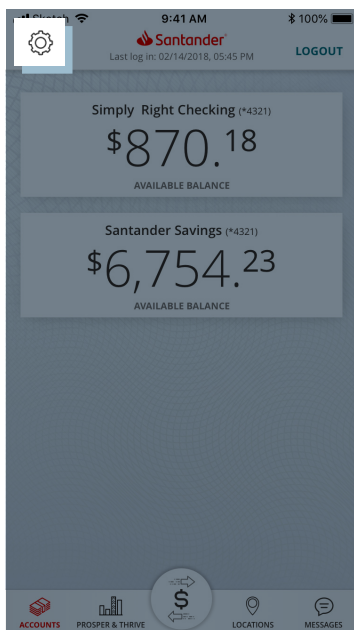 Sketch 9:41 AM 100%
Santander
Last log in: 02/14/2018, 05:45 PM
LOGOUT
Simply Right Checking (*4321)
$870.18
AVAILABLE BALANCE
Santander Savings (*4321)
$6,754.23
AVAILABLE BALANCE
$
ACCOUNTS PROSPER & THRIVE LOCATIONS MESSAGES